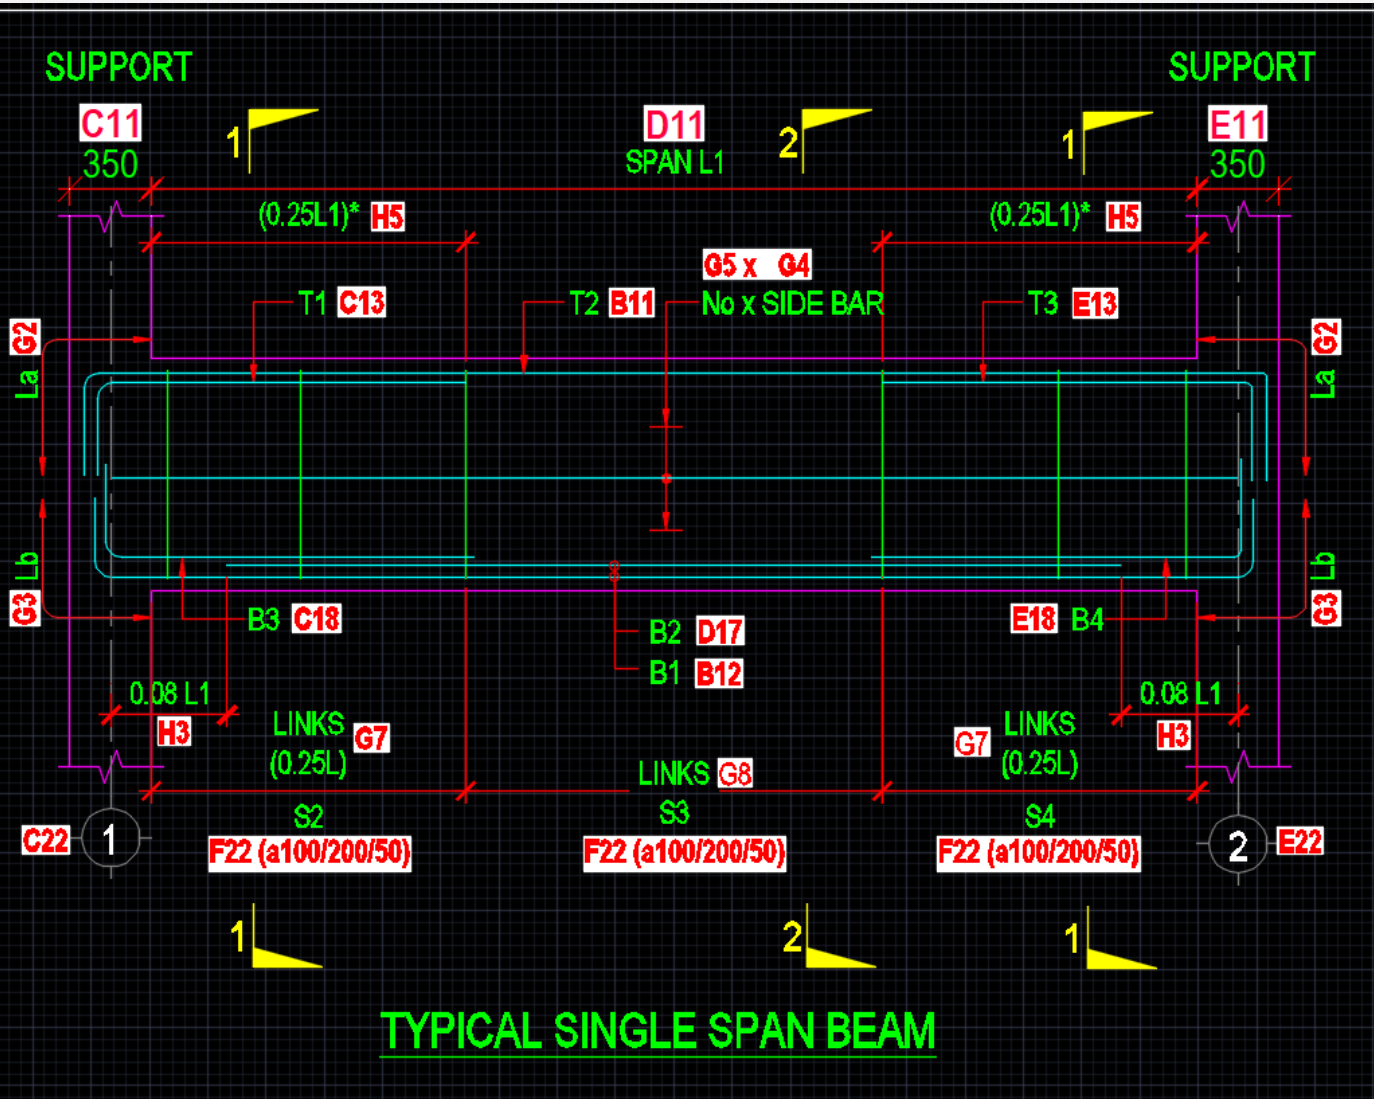 SUPPORT SUPPORT
C11 D11 E11
1 2 1
350 SPAN L1 350
(0.25L1)* H5 (0.25L1)* H5
G5 x G4
T1 C13 T2 B11 No x SIDE BAR T3 E13
G2 G2
La La
Lb Lb
G3 G3
B3 C18 B2 D17 E18 B4
B1 B12
0.08 L1 0.08 L1
H3 LINKS G7 G7 LINKS H3
(0.25L) (0.25L)
LINKS G8
S2 S3 S4
C22 1 2 E22
F22 (a100/200/50) F22 (a100/200/50) F22 (a100/200/50)
1 2 1
TYPICAL SINGLE SPAN BEAM